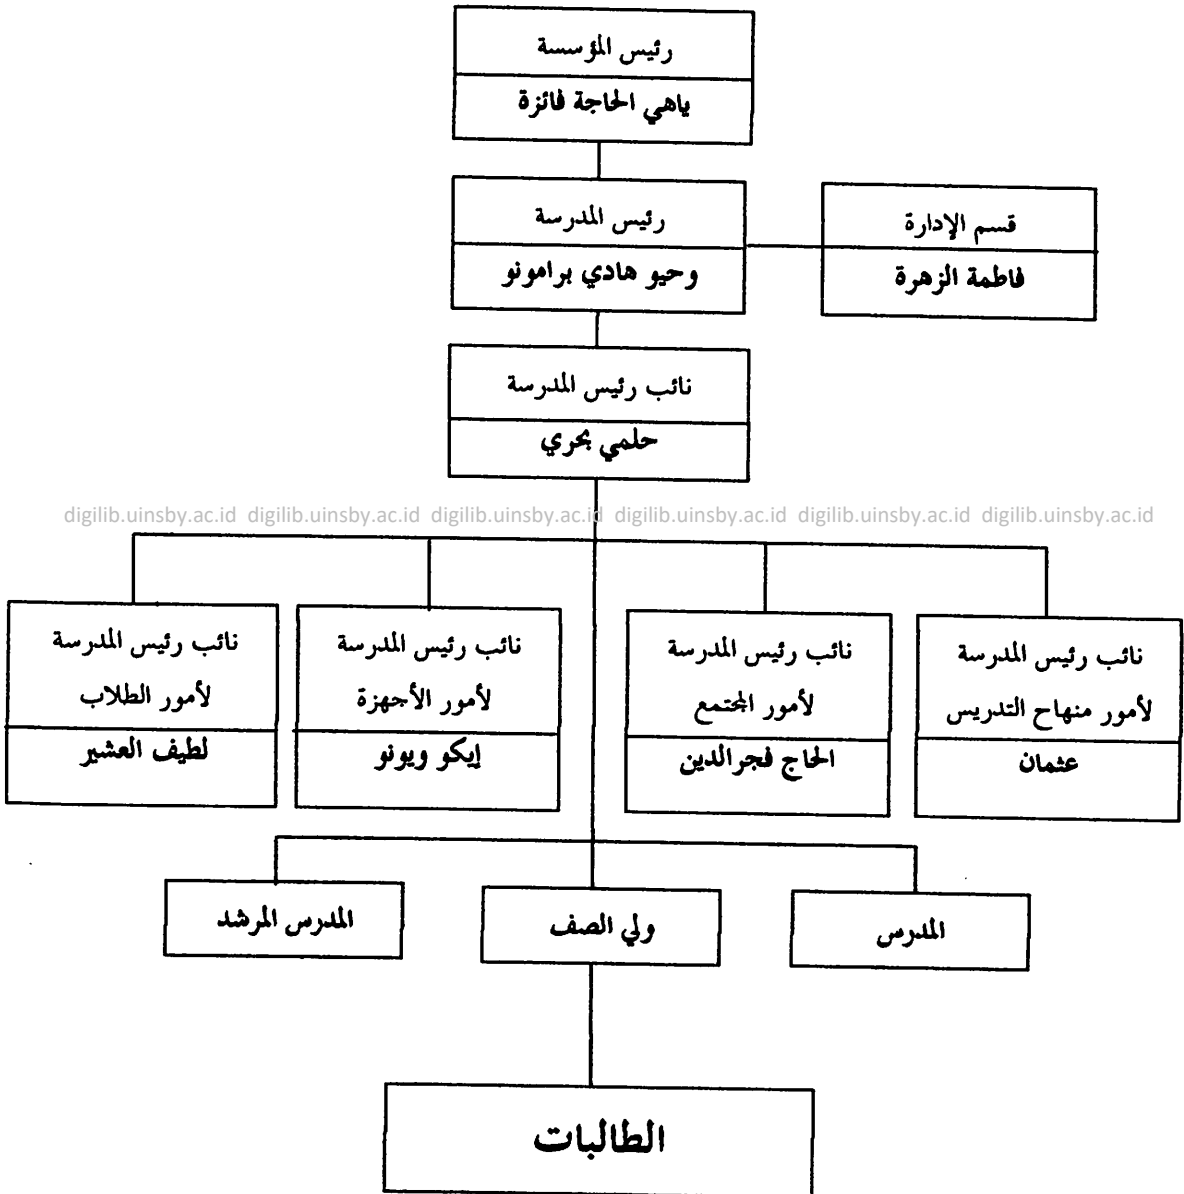 رئيس المؤسسة
ياهي الحاجة فائزة
رئيس المدرسة
وحيو هادي برامونو
قسم الإدارة
فاطمة الزهرة
نائب رئيس المدرسة
حلمي بحري
digilib.uinsby.ac.id digilib.uinsby.ac.id digilib.uinsby.ac.id digilib.uinsby.ac.id digilib.uinsby.ac.id digilib.uinsby.ac.id
نائب رئيس المدرسة
لأمور منهاح التدريس
عثمان
نائب رئيس المدرسة
لأمور المجتمع
الحاج فجرالدين
نائب رئيس المدرسة
لأمور الأجهزة
إيكو ويونو
نائب رئيس المدرسة
لأمور الطلاب
لطيف العشير
المدرس
ولي الصف
المدرس المرشد
الطالبات